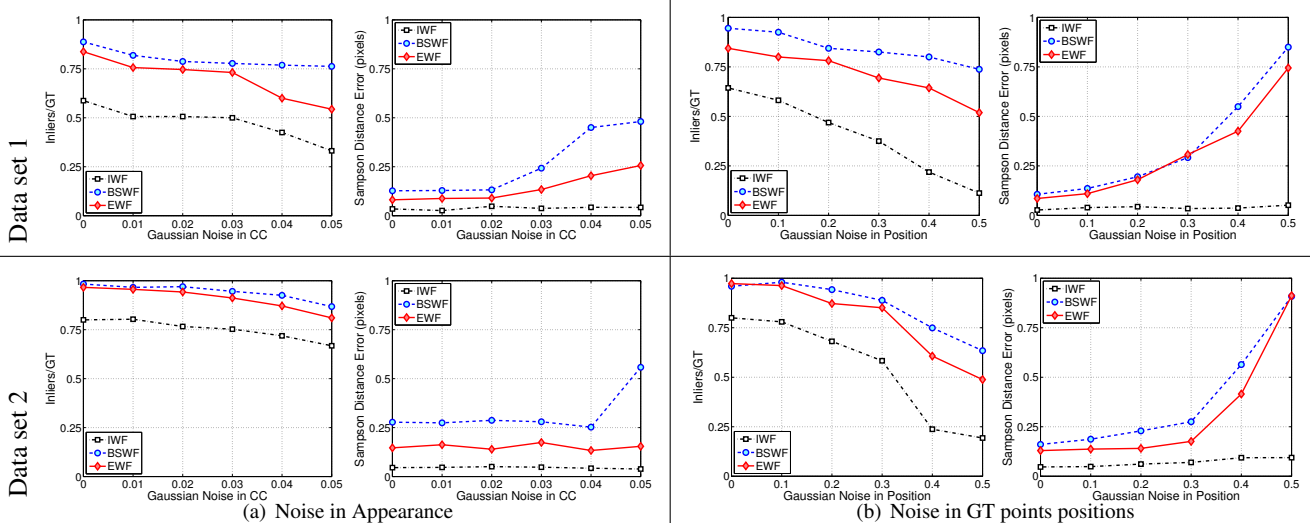 Data set 1
Inliers/GT
1
0.75
0.5
0.25
0
0.01
0.02
0.03
0.04
0.05
Gaussian Noise in CC
IWF
BSWF
EWF
Sampson Distance Error (pixels)
1
0.75
0.5
0.25
0
0.01
0.02
0.03
0.04
0.05
Gaussian Noise in CC
IWF
BSWF
EWF
Inliers/GT
1
0.75
0.5
0.25
0
0.1
0.2
0.3
0.4
0.5
Gaussian Noise in Position
IWF
BSWF
EWF
Sampson Distance Error (pixels)
1
0.75
0.5
0.25
0
0.1
0.2
0.3
0.4
0.5
Gaussian Noise in Position
IWF
BSWF
EWF
Data set 2
Inliers/GT
1
0.75
0.5
0.25
0
0.01
0.02
0.03
0.04
0.05
Gaussian Noise in CC
IWF
BSWF
EWF
Sampson Distance Error (pixels)
1
0.75
0.5
0.25
0
0.01
0.02
0.03
0.04
0.05
Gaussian Noise in CC
IWF
BSWF
EWF
Inliers/GT
1
0.75
0.5
0.25
0
0.1
0.2
0.3
0.4
0.5
Gaussian Noise in Position
IWF
BSWF
EWF
Sampson Distance Error (pixels)
1
0.75
0.5
0.25
0
0.1
0.2
0.3
0.4
0.5
Gaussian Noise in Position
IWF
BSWF
EWF
(a) Noise in Appearance
(b) Noise in GT points positions